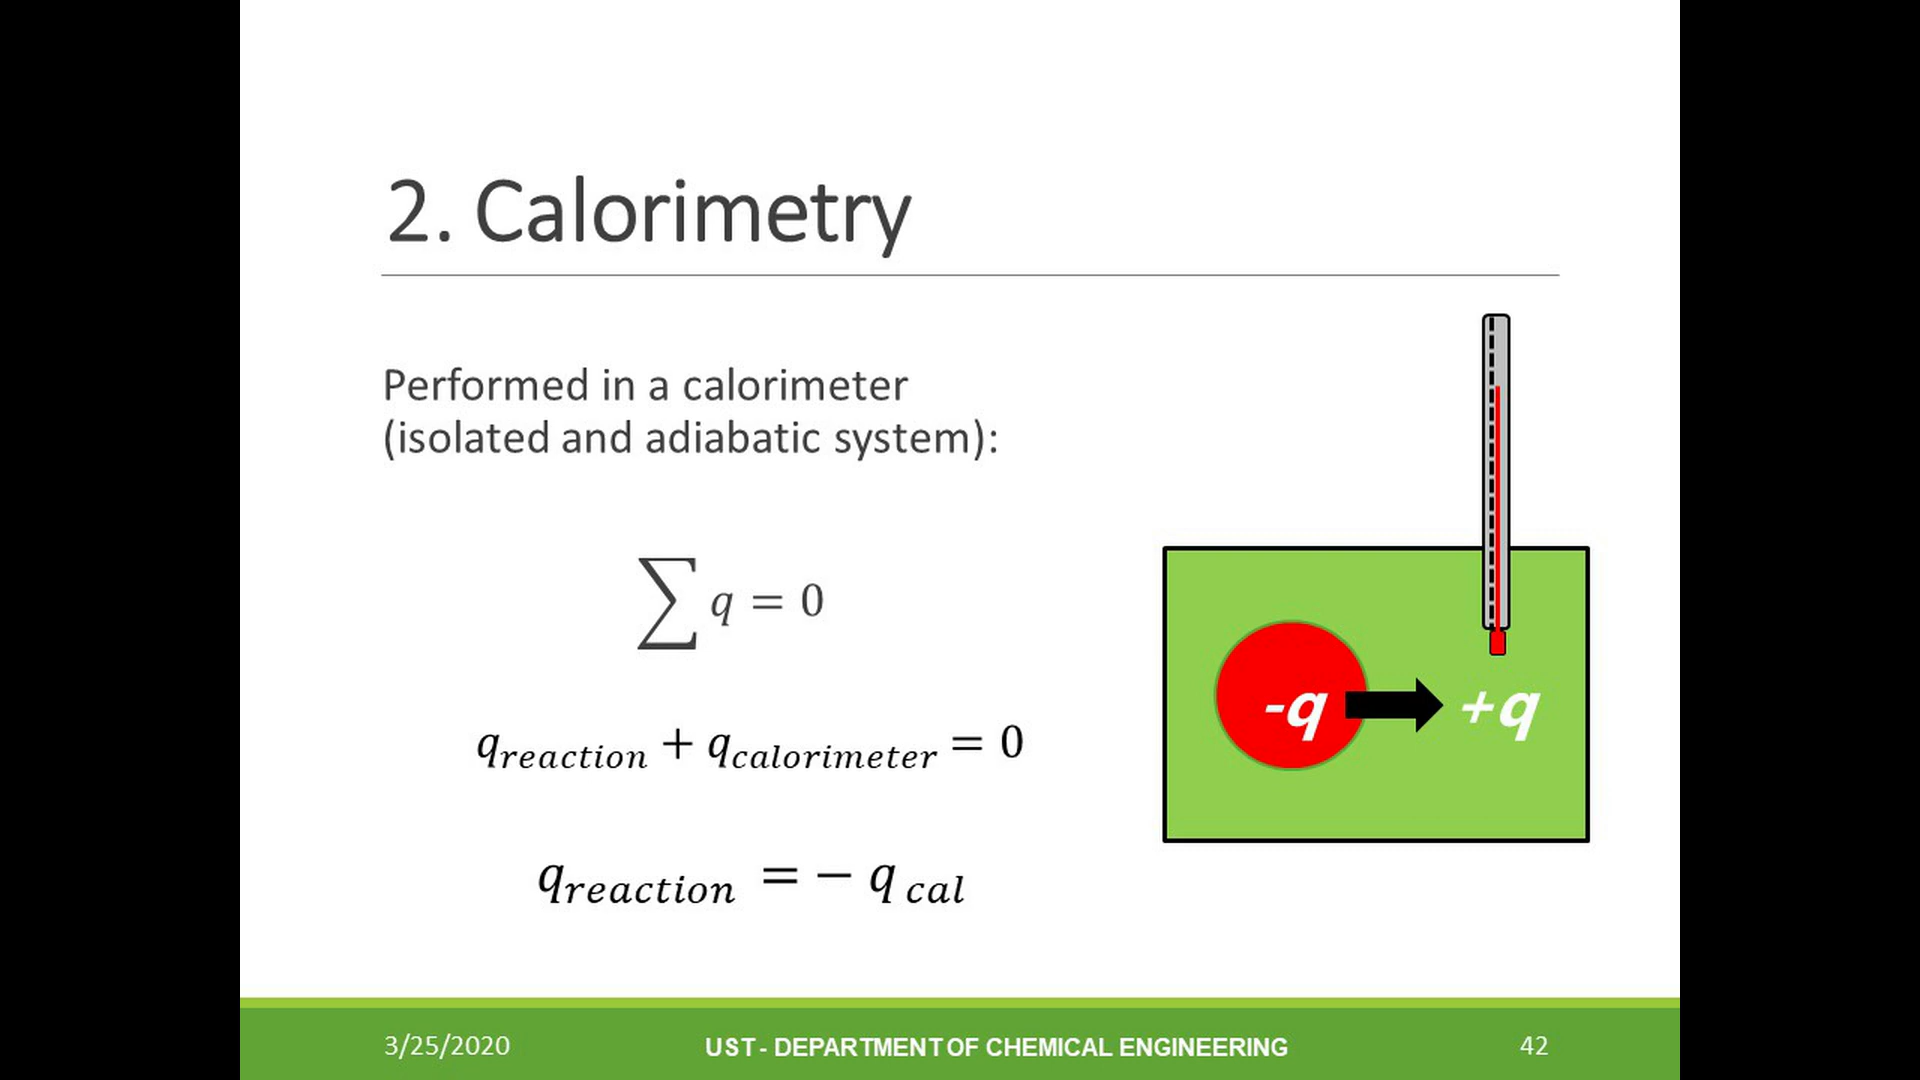 2. Calorimetry
Performed in a calorimeter
(isolated and adiabatic system):
∑ q = 0
q_reaction + q_calorimeter = 0
q_reaction = − q_cal
-q
+q
3/25/2020
UST - DEPARTMENT OF CHEMICAL ENGINEERING
42